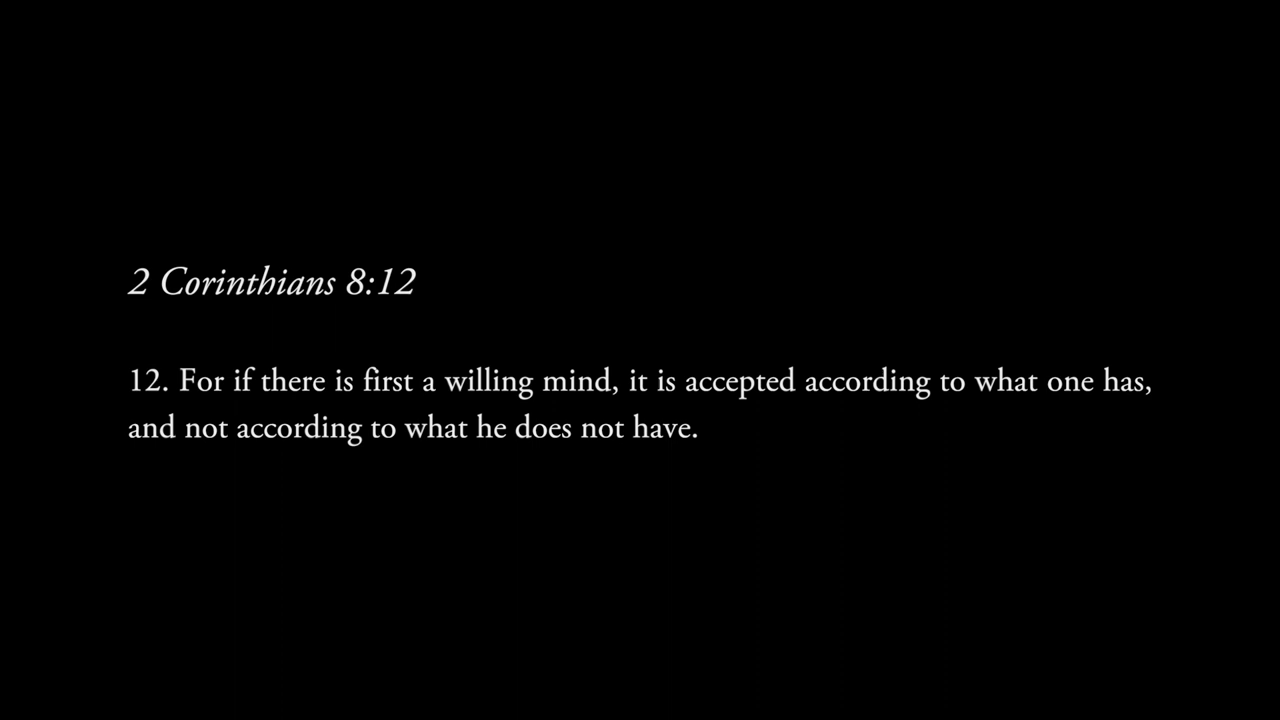 2 Corinthians 8:12
12. For if there is first a willing mind, it is accepted according to what one has,
and not according to what he does not have.